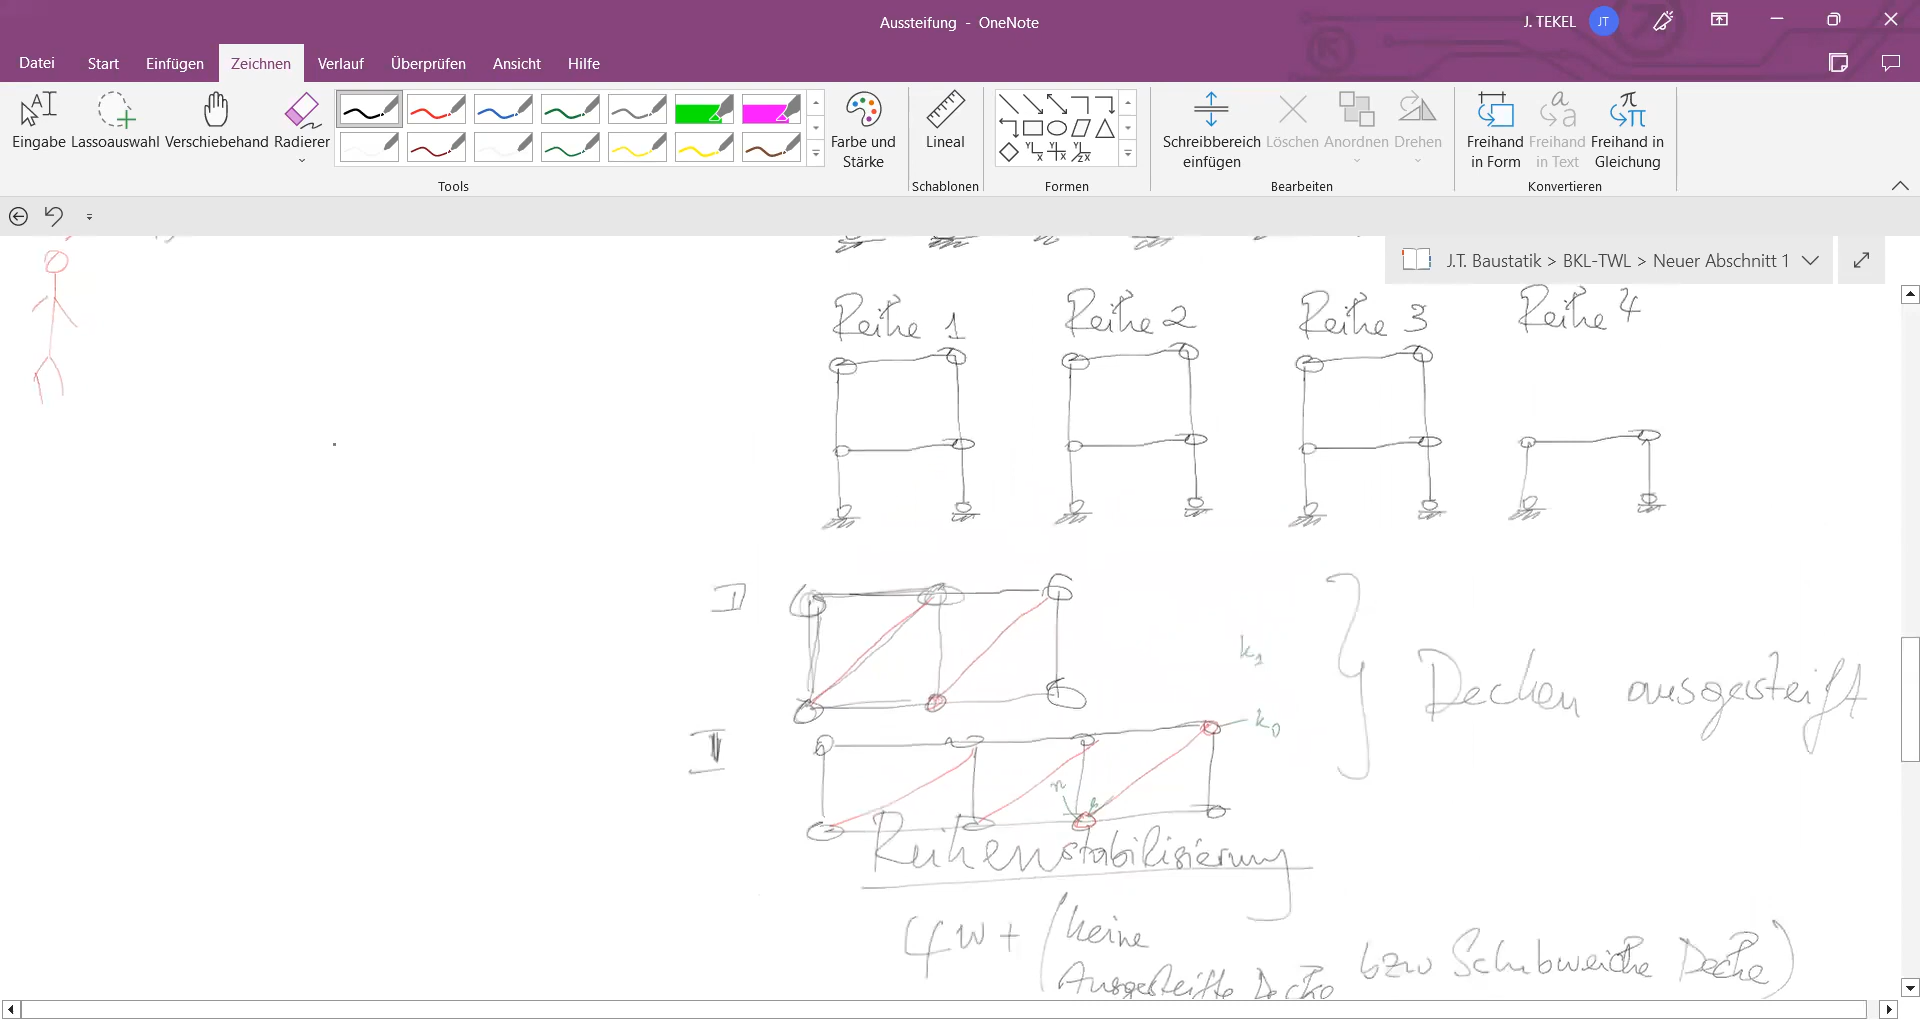 Aussteifung - OneNote
J. TEKEL
JT
Datei Start Einfügen Zeichnen Verlauf Überprüfen Ansicht Hilfe
Eingabe Lassoauswahl Verschiebehand Radierer
Farbe und Stärke
Lineal
Schreibbereich einfügen
Löschen Anordnen Drehen
Freihand in Form
Freihand in Text
Freihand in Gleichung
Tools
Schablonen
Formen
Bearbeiten
Konvertieren
J.T. Baustatik > BKL-TWL > Neuer Abschnitt 1
Reihe 1 Reihe 2 Reihe 3 Reihe 4
k1
Decken ausgesteift
k0
n
Reihenstabilisierung
4W + (keine
Ausgesteifte Decke bzw Schubweiche Decke)